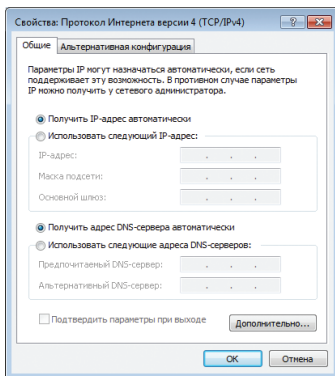 Свойства: Протокол Интернета версии 4 (TCP/IPv4)
Общие Альтернативная конфигурация
Параметры IP могут назначаться автоматически, если сеть
поддерживает эту возможность. В противном случае параметры
IP можно получить у сетевого администратора.
Получить IP-адрес автоматически
Использовать следующий IP-адрес:
IP-адрес:
Маска подсети:
Основной шлюз:
Получить адрес DNS-сервера автоматически
Использовать следующие адреса DNS-серверов:
Предпочитаемый DNS-сервер:
Альтернативный DNS-сервер:
Подтвердить параметры при выходе
Дополнительно...
ОК Отмена